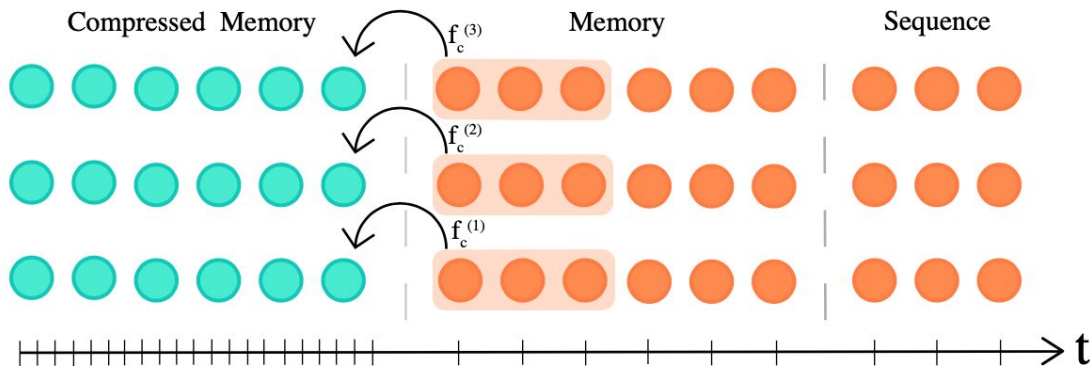 Compressed Memory
Memory
Sequence
f_c^(3)
f_c^(2)
f_c^(1)
t